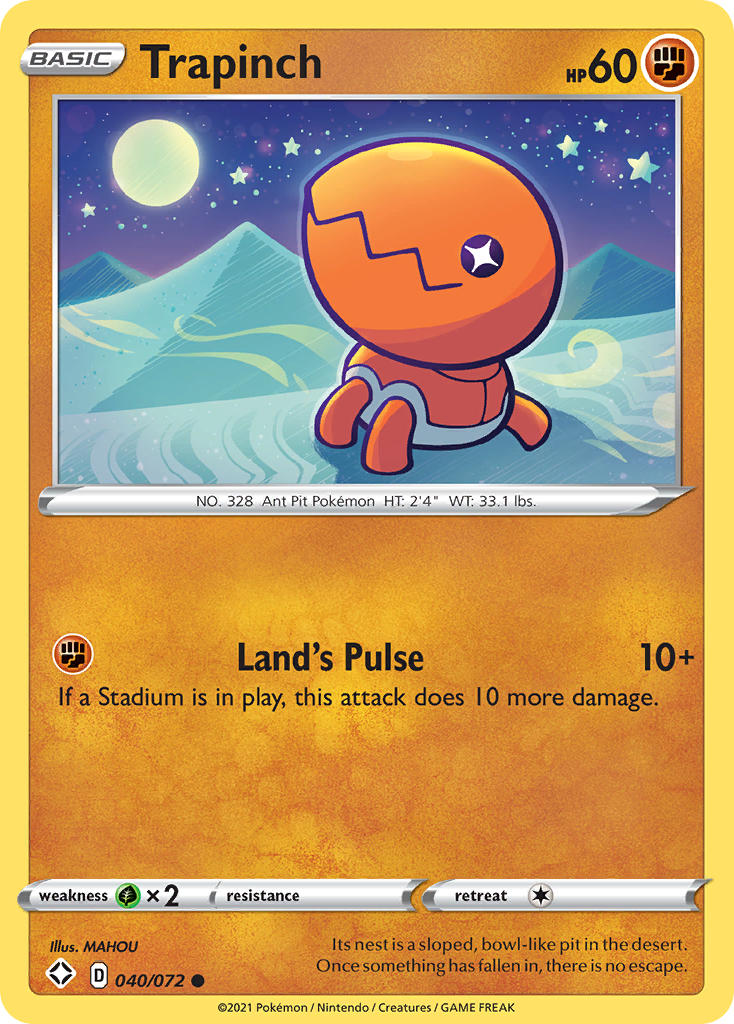 BASIC Trapinch HP60
NO. 328 Ant Pit Pokémon HT: 2'4" WT: 33.1 lbs.
Land's Pulse 10+
If a Stadium is in play, this attack does 10 more damage.
weakness ×2 resistance retreat
Illus. MAHOU
Its nest is a sloped, bowl-like pit in the desert.
Once something has fallen in, there is no escape.
D 040/072
©2021 Pokémon / Nintendo / Creatures / GAME FREAK